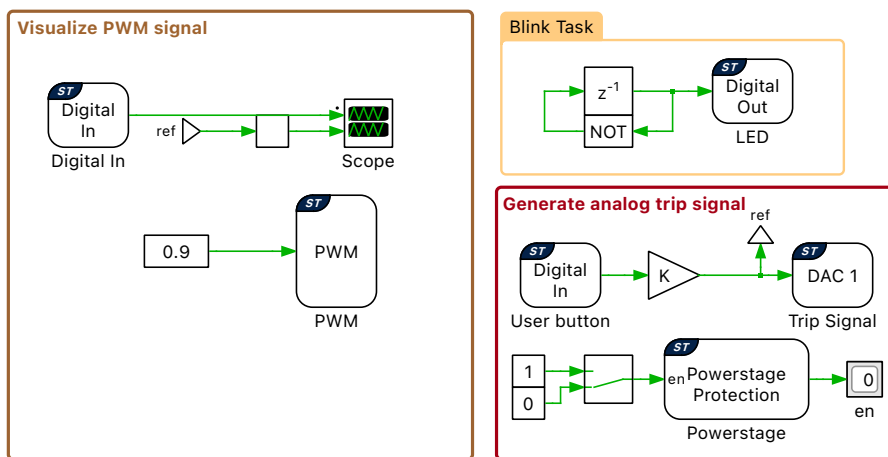 Visualize PWM signal
ST
Digital
In
Digital In
ref
Scope
0.9
ST
PWM
PWM
Blink Task
z⁻¹
NOT
ST
Digital
Out
LED
Generate analog trip signal
ref
ST
Digital
In
User button
K
ST
DAC 1
Trip Signal
1
0
ST
en
Powerstage
Protection
Powerstage
0
en